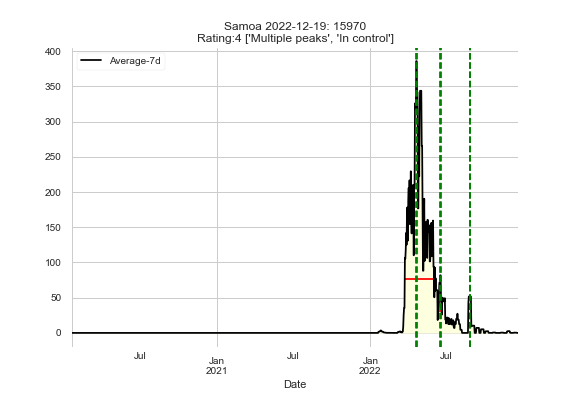 Samoa 2022-12-19: 15970
Rating:4 ['Multiple peaks', 'In control']
400
Average-7d
350
300
250
200
150
100
50
0
Jul Jan Jul Jan Jul
2021 2022
Date